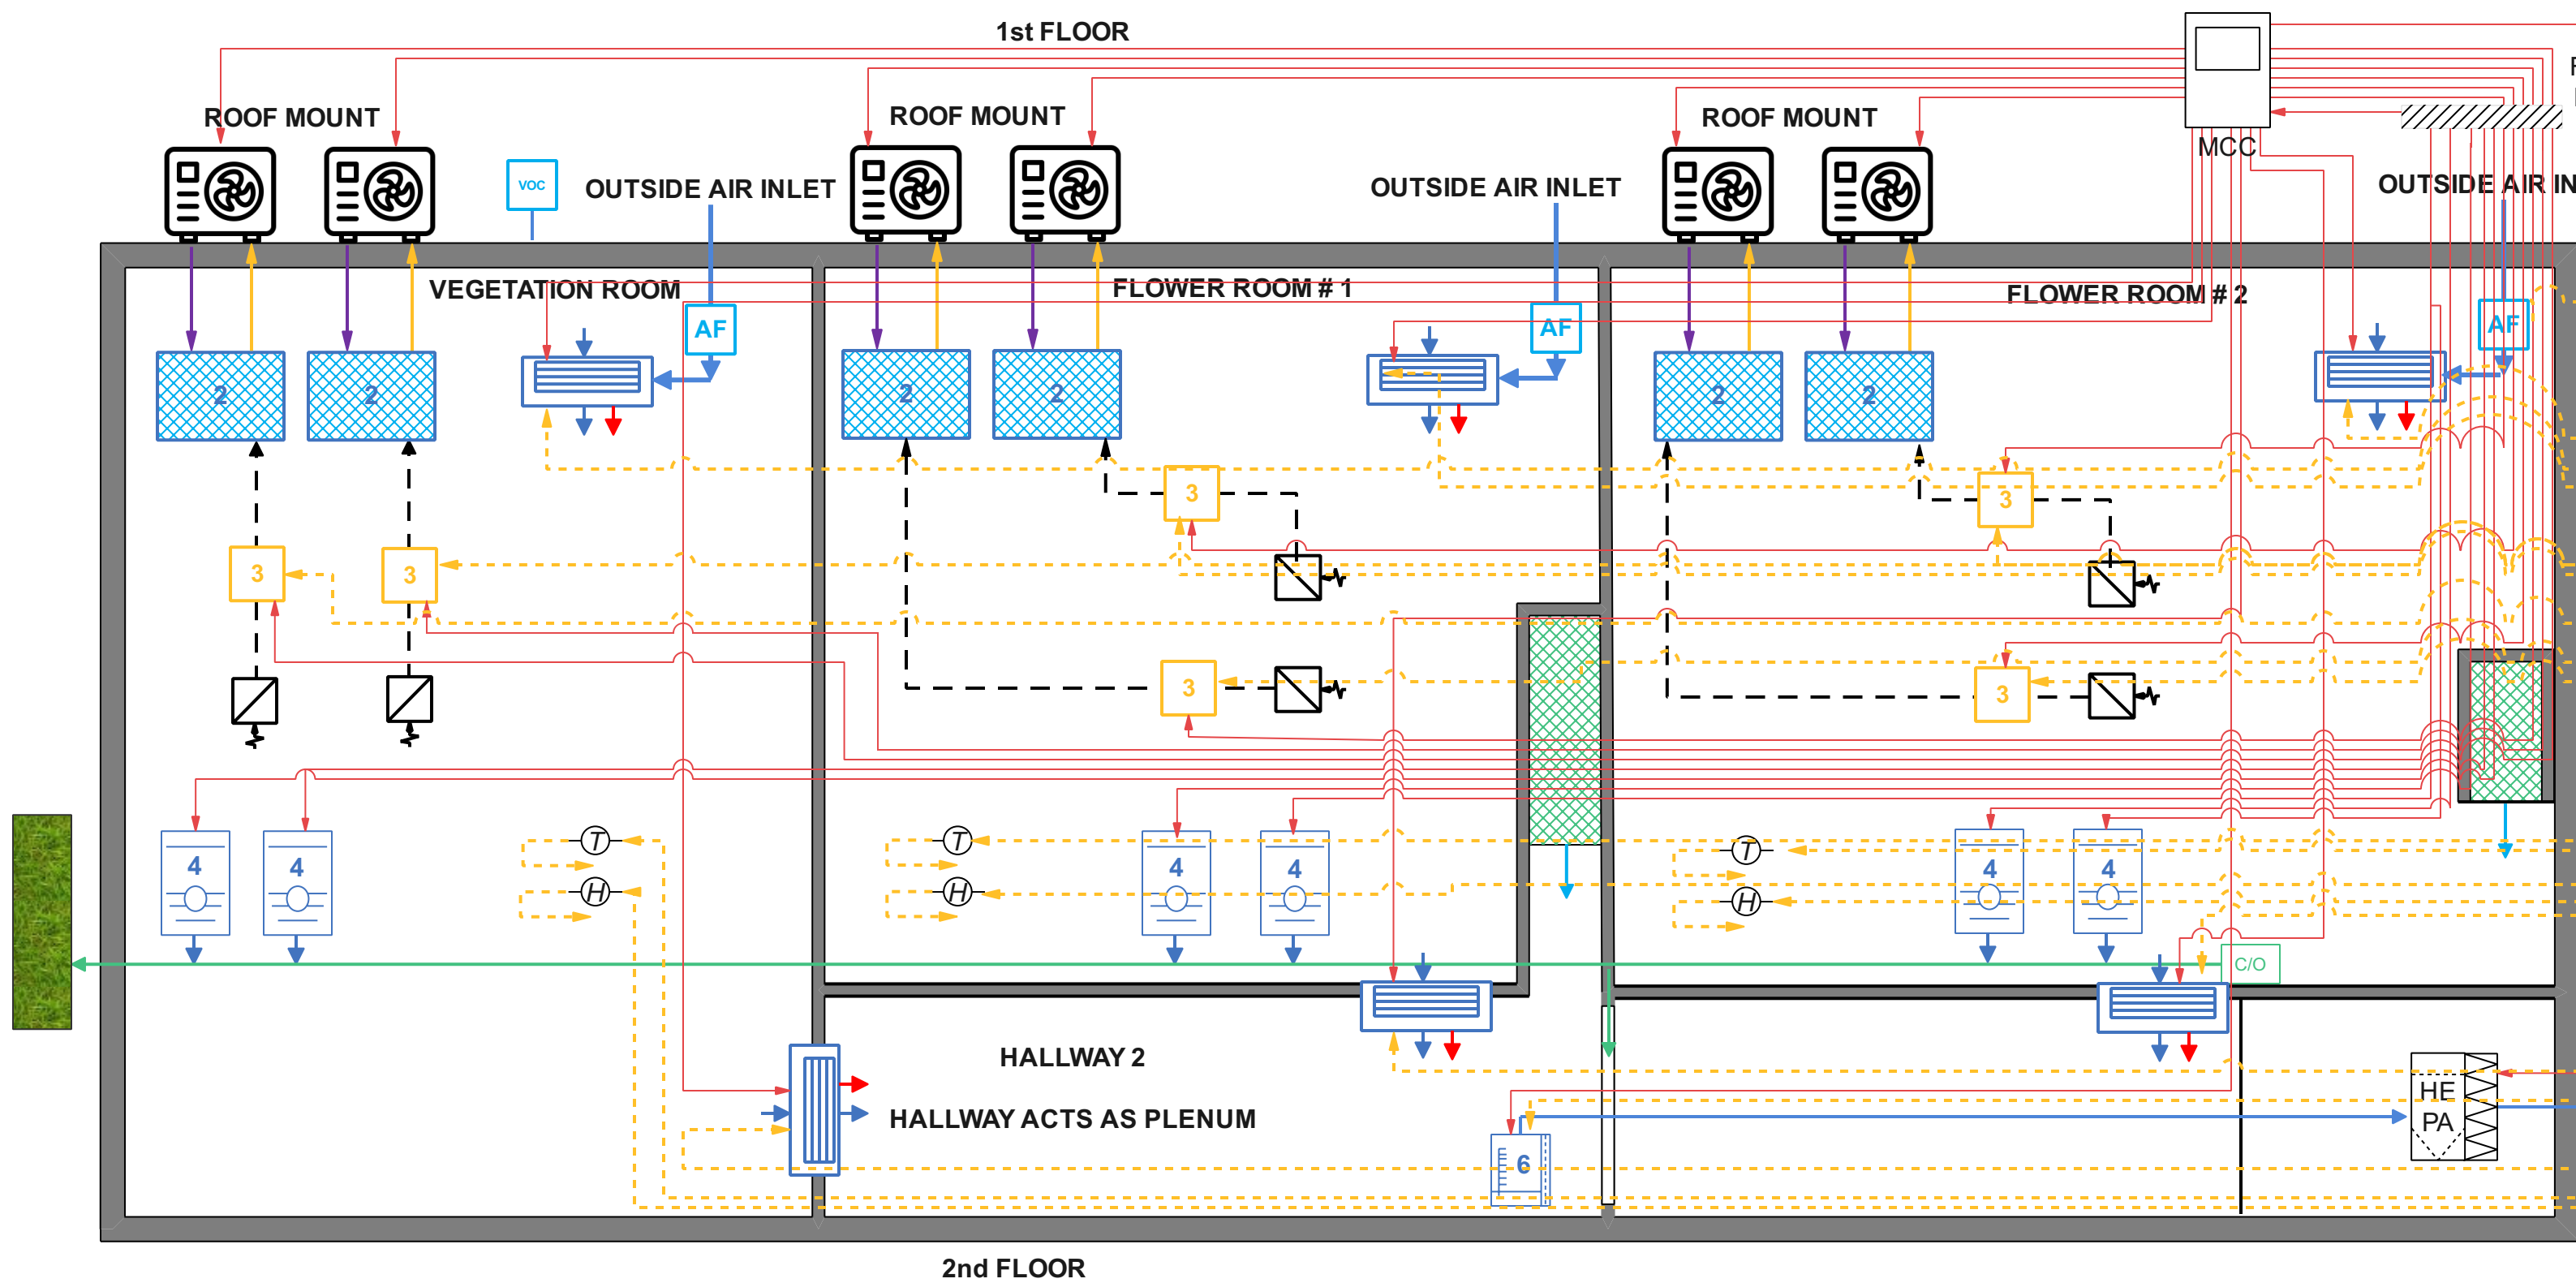 1st FLOOR
ROOF MOUNT
ROOF MOUNT
ROOF MOUNT
MCC
VOC
OUTSIDE AIR INLET
OUTSIDE AIR INLET
OUTSIDE AIR IN
VEGETATION ROOM
FLOWER ROOM # 1
FLOWER ROOM # 2
AF
AF
AF
2
2
2
2
2
2
3
3
3
3
3
3
T
T
T
H
H
H
4
4
4
4
4
4
C/O
HALLWAY 2
HALLWAY ACTS AS PLENUM
6
HE
PA
2nd FLOOR